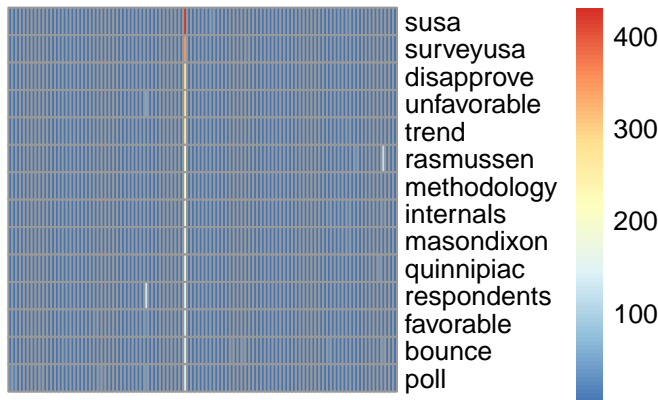 susa
surveyusa
disapprove
unfavorable
trend
rasmussen
methodology
internals
masondixon
quinnipiac
respondents
favorable
bounce
poll
400
300
200
100